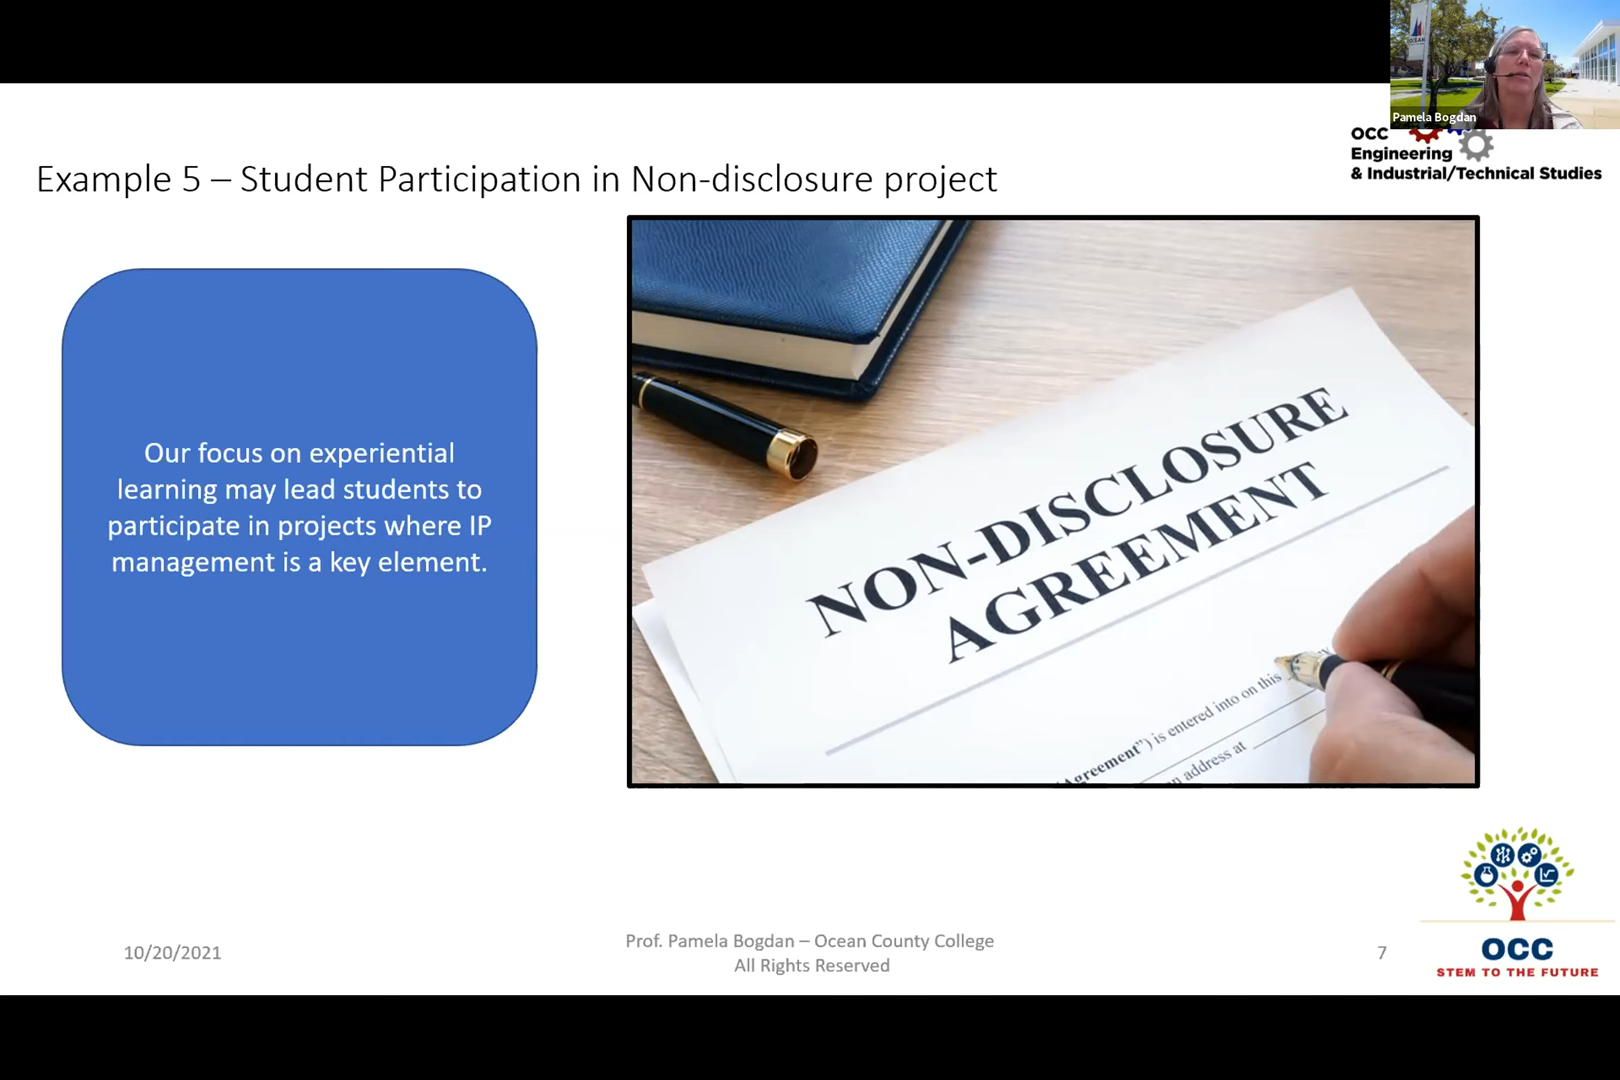 Pamela Bogdan
OCC
Engineering
& Industrial/Technical Studies
Example 5 – Student Participation in Non-disclosure project
Our focus on experiential
learning may lead students to
participate in projects where IP
management is a key element.
NON-DISCLOSURE
AGREEMENT
Agreement") is entered into on this
address at
10/20/2021
Prof. Pamela Bogdan – Ocean County College
All Rights Reserved
7
OCC
STEM TO THE FUTURE